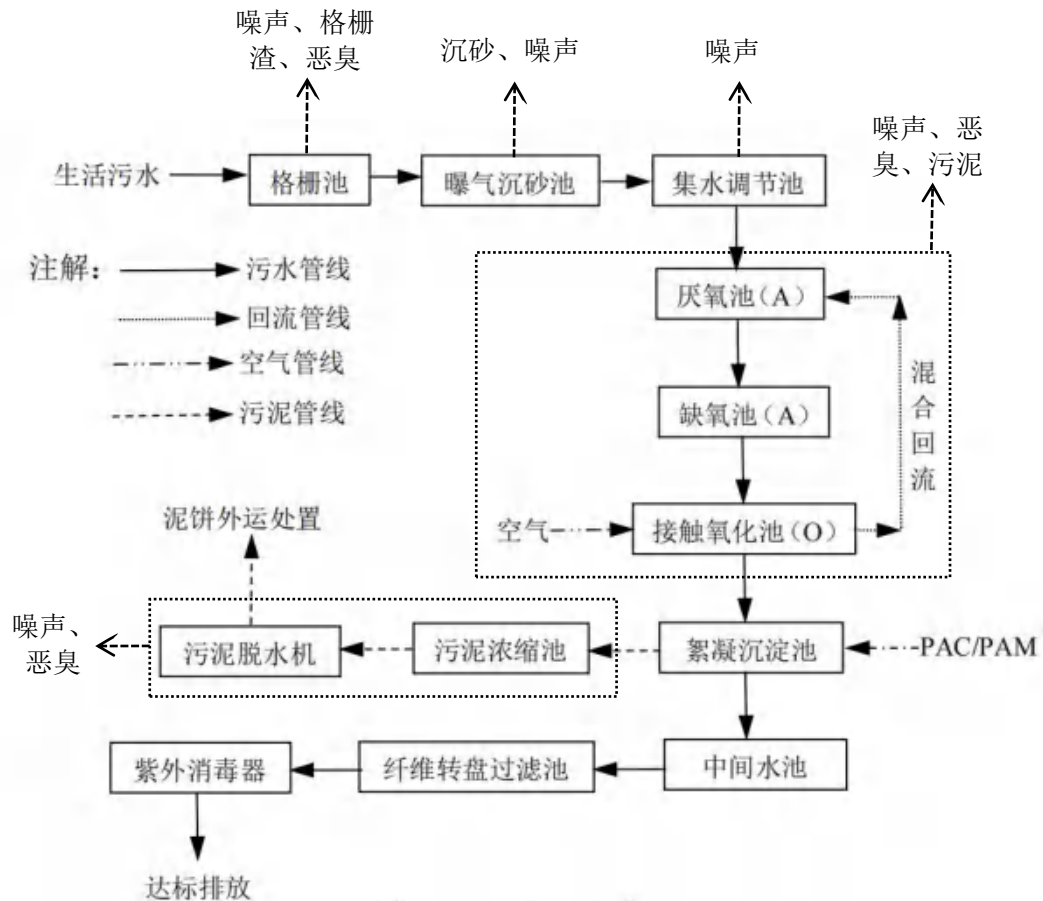 噪声、格栅
渣、恶臭
沉砂、噪声
噪声
噪声、恶
臭、污泥
生活污水
格栅池
曝气沉砂池
集水调节池
注解：
污水管线
回流管线
空气管线
污泥管线
厌氧池（A）
缺氧池（A）
混合回流
空气
接触氧化池（O）
泥饼外运处置
噪声、
恶臭
污泥脱水机
污泥浓缩池
絮凝沉淀池
PAC/PAM
紫外消毒器
纤维转盘过滤池
中间水池
达标排放